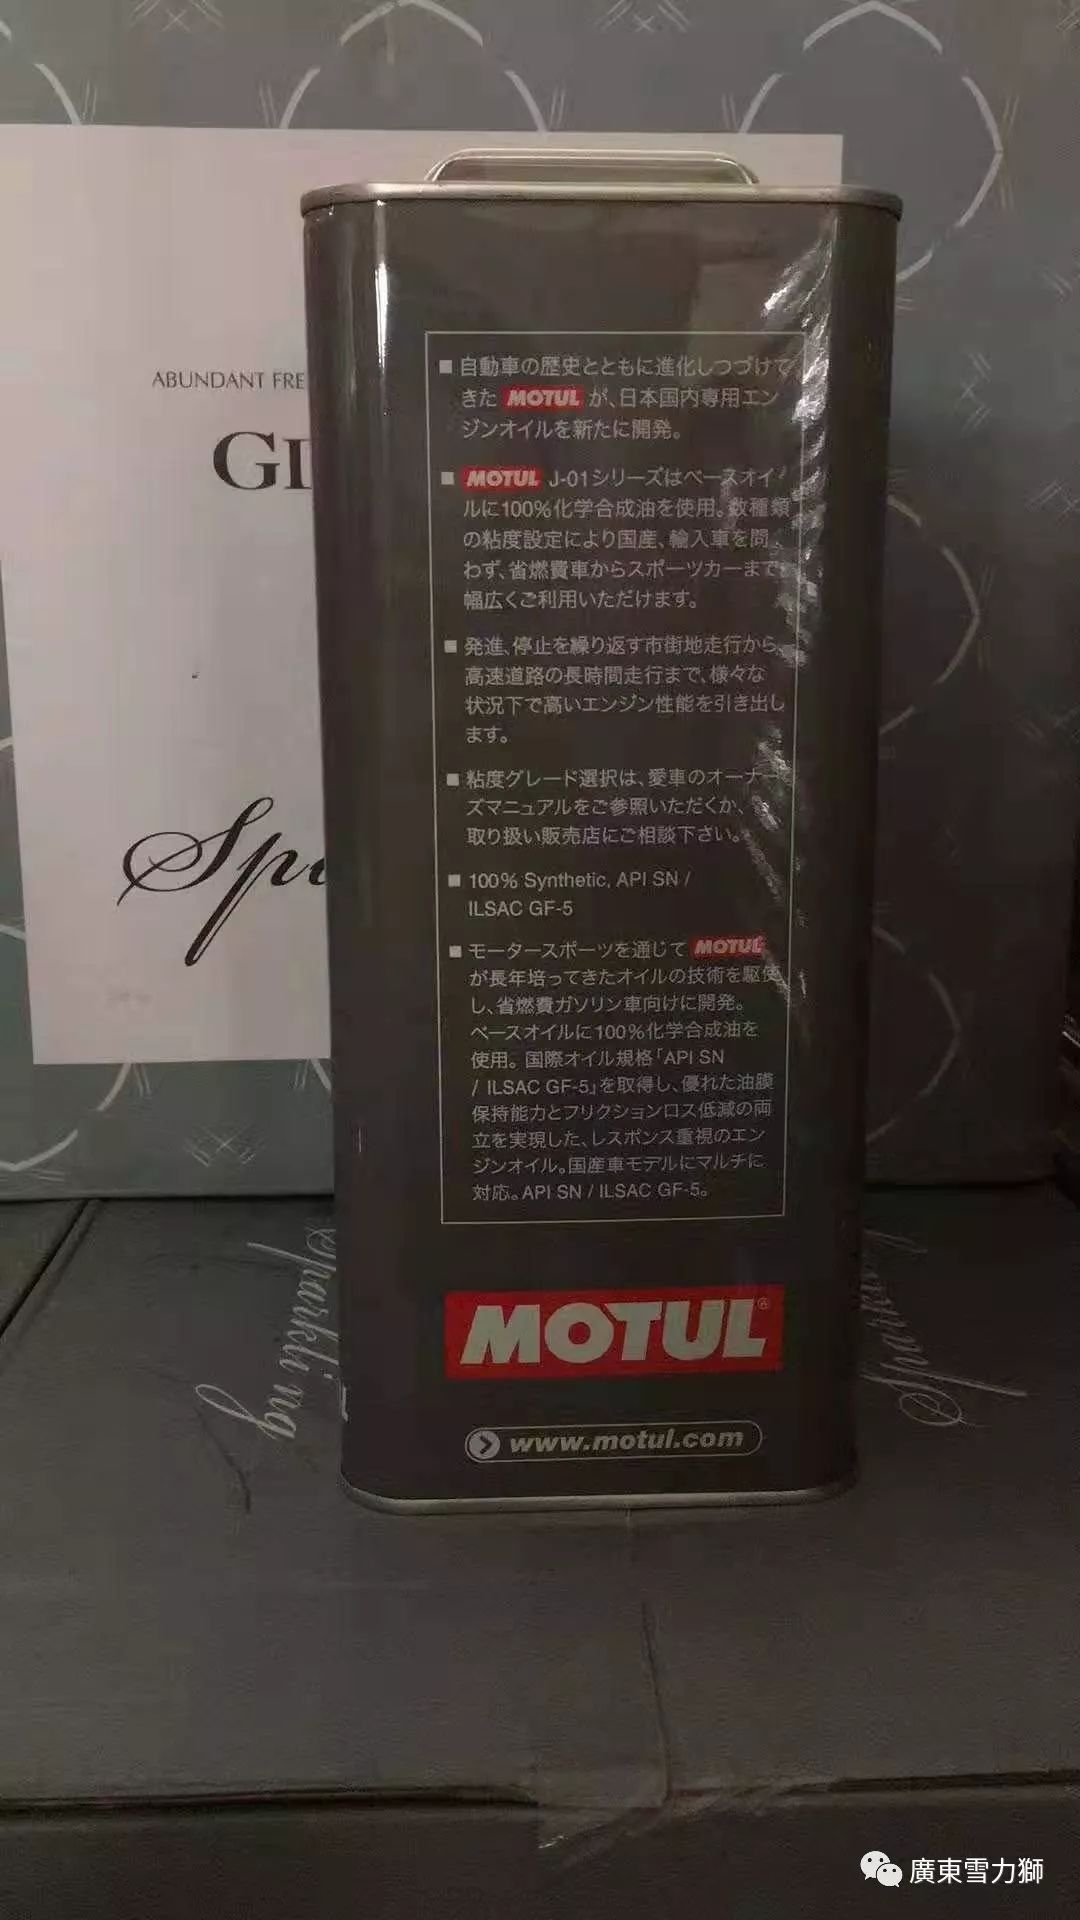 ABUNDANT FRE
GI
Spa
■ 自動車の歴史とともに進化しつづけて
きた MOTUL が、日本国内専用エン
ジンオイルを新たに開発。
■ MOTUL J-01シリーズはベースオイ
ルに100%化学合成油を使用。数種類
の粘度設定により国産、輸入車を問
わず、省燃費車からスポーツカーまで
幅広くご利用いただけます。
■ 発進、停止を繰り返す市街地走行から
高速道路の長時間走行まで、様々な
状況下で高いエンジン性能を引き出し
ます。
■ 粘度グレード選択は、愛車のオーナー
ズマニュアルをご参照いただくか、
取り扱い販売店にご相談下さい。
■ 100% Synthetic, API SN /
ILSAC GF-5
■ モータースポーツを通じて MOTUL
が長年培ってきたオイルの技術を駆使
し、省燃費ガソリン車向けに開発。
ベースオイルに100%化学合成油を
使用。国際オイル規格「API SN
/ ILSAC GF-5」を取得し、優れた油膜
保持能力とフリクションロス低減の両
立を実現した、レスポンス重視のエン
ジンオイル。国産車モデルにマルチに
対応。API SN / ILSAC GF-5。
MOTUL®
www.motul.com
Sparkling
廣東雪力獅